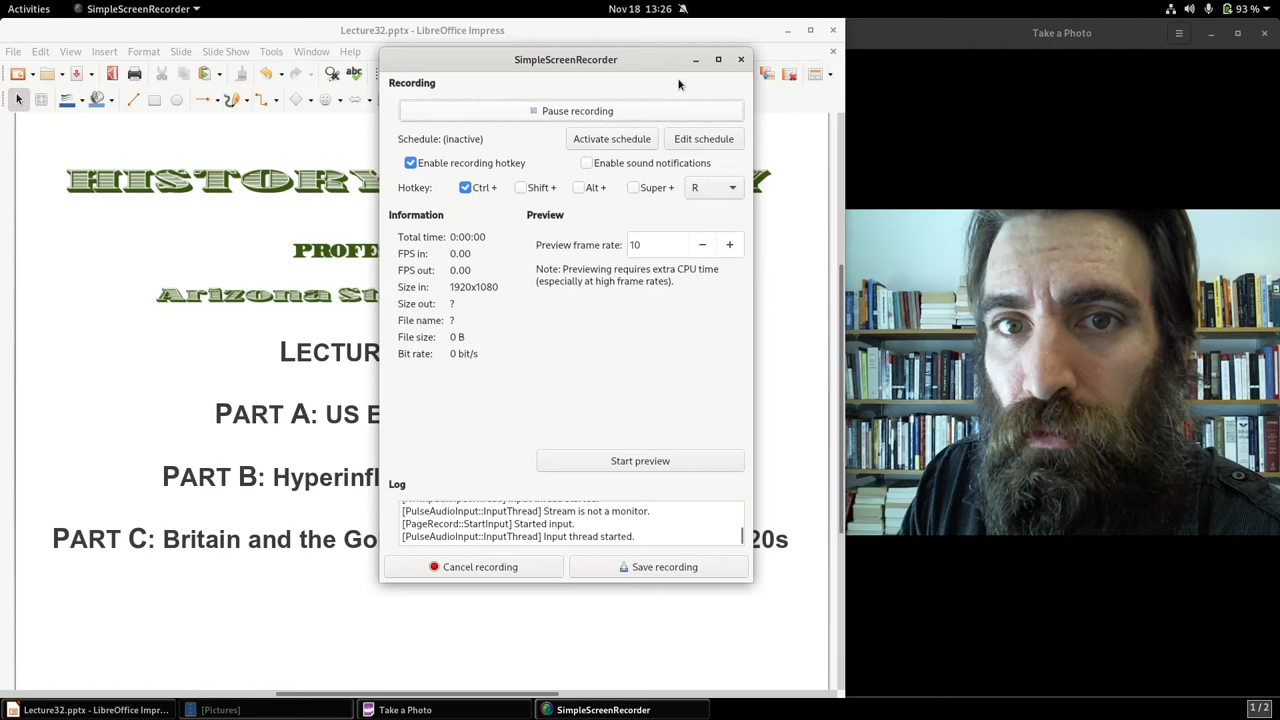 Activities
SimpleScreenRecorder
Nov 18 13:26
93 %
Lecture32.pptx - LibreOffice Impress
File Edit View Insert Format Slide Slide Show Tools Window Help
HISTORY
PROFE
Arizona St
LECTUR
PART A: US E
PART B: Hyperinfl
PART C: Britain and the Go
20s
SimpleScreenRecorder
Recording
Pause recording
Schedule: (inactive)
Activate schedule
Edit schedule
Enable recording hotkey
Enable sound notifications
Hotkey: Ctrl + Shift + Alt + Super + R
Information
Total time: 0:00:00
FPS in: 0.00
FPS out: 0.00
Size in: 1920x1080
Size out: ?
File name: ?
File size: 0 B
Bit rate: 0 bit/s
Preview
Preview frame rate: 10
Note: Previewing requires extra CPU time
(especially at high frame rates).
Start preview
Log
[PulseAudioInput::InputThread] Stream is not a monitor.
[PageRecord::StartInput] Started input.
[PulseAudioInput::InputThread] Input thread started.
Cancel recording
Save recording
Take a Photo
Lecture32.pptx - LibreOffice Impr...
[Pictures]
Take a Photo
SimpleScreenRecorder
1 / 2